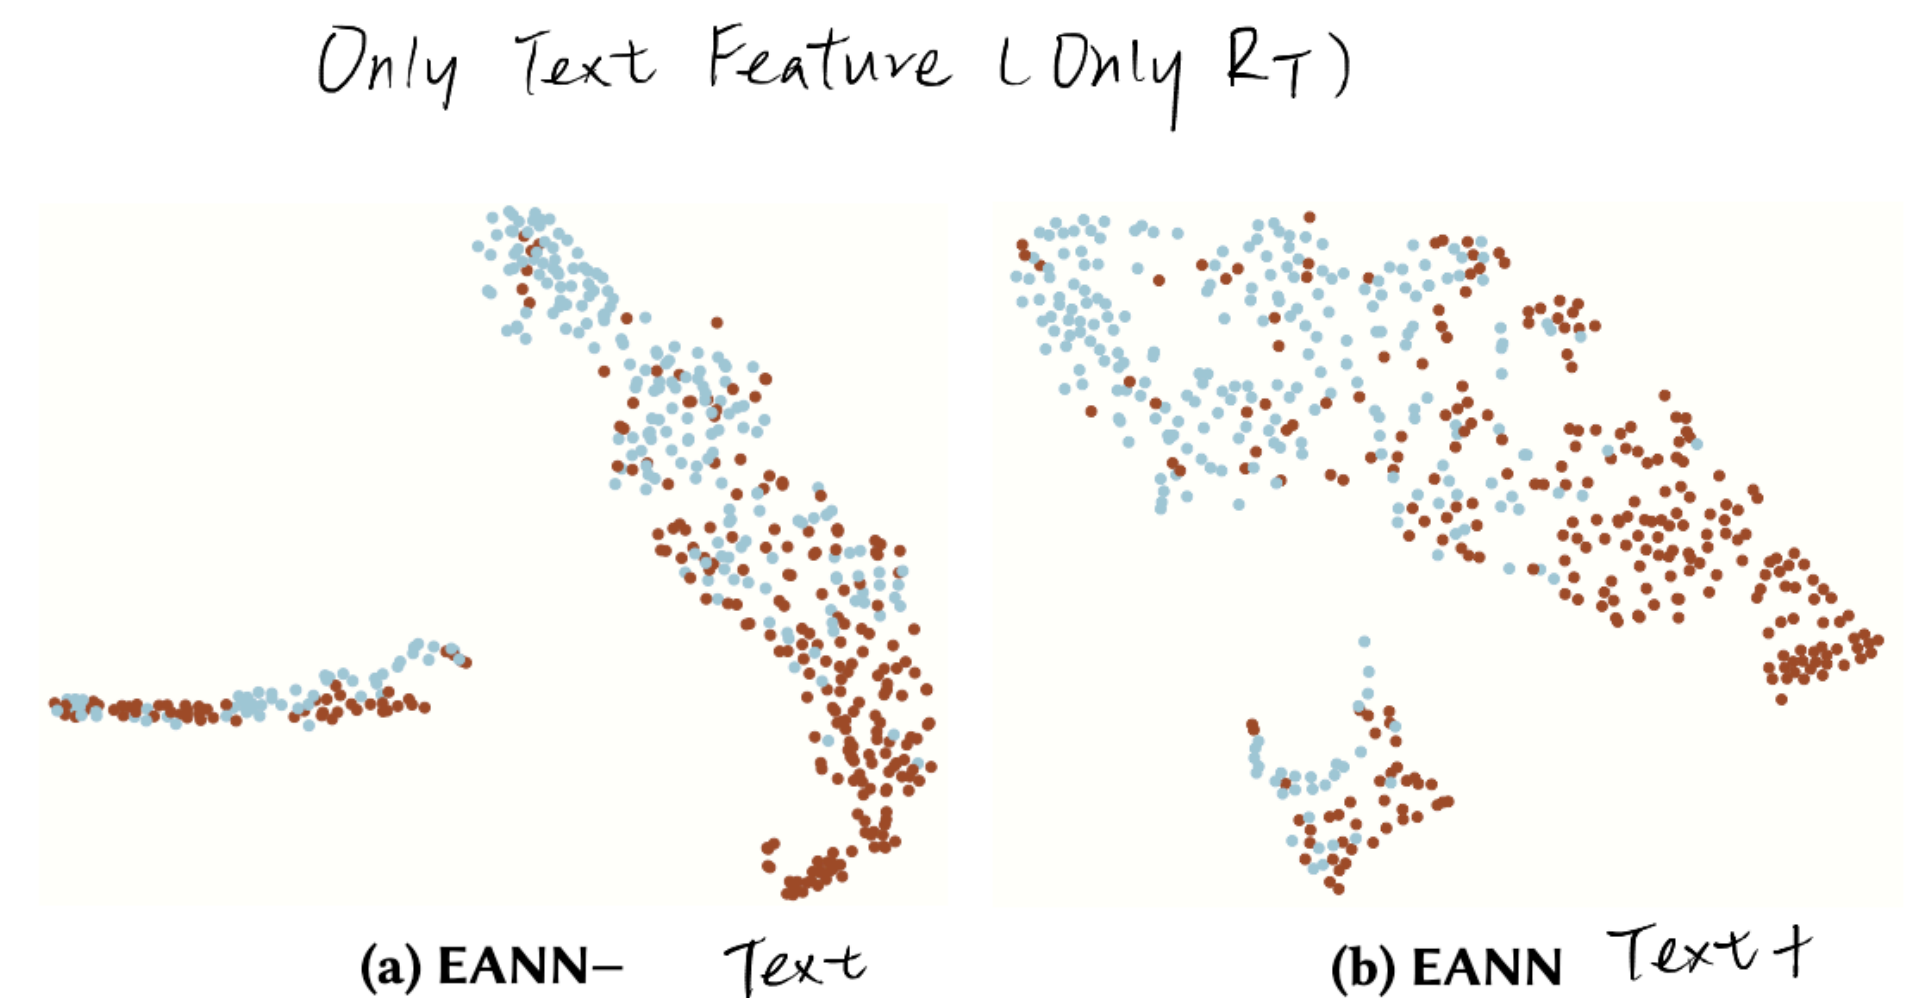 Only Text Feature (Only RT)
(a) EANN– Text
(b) EANN Text +